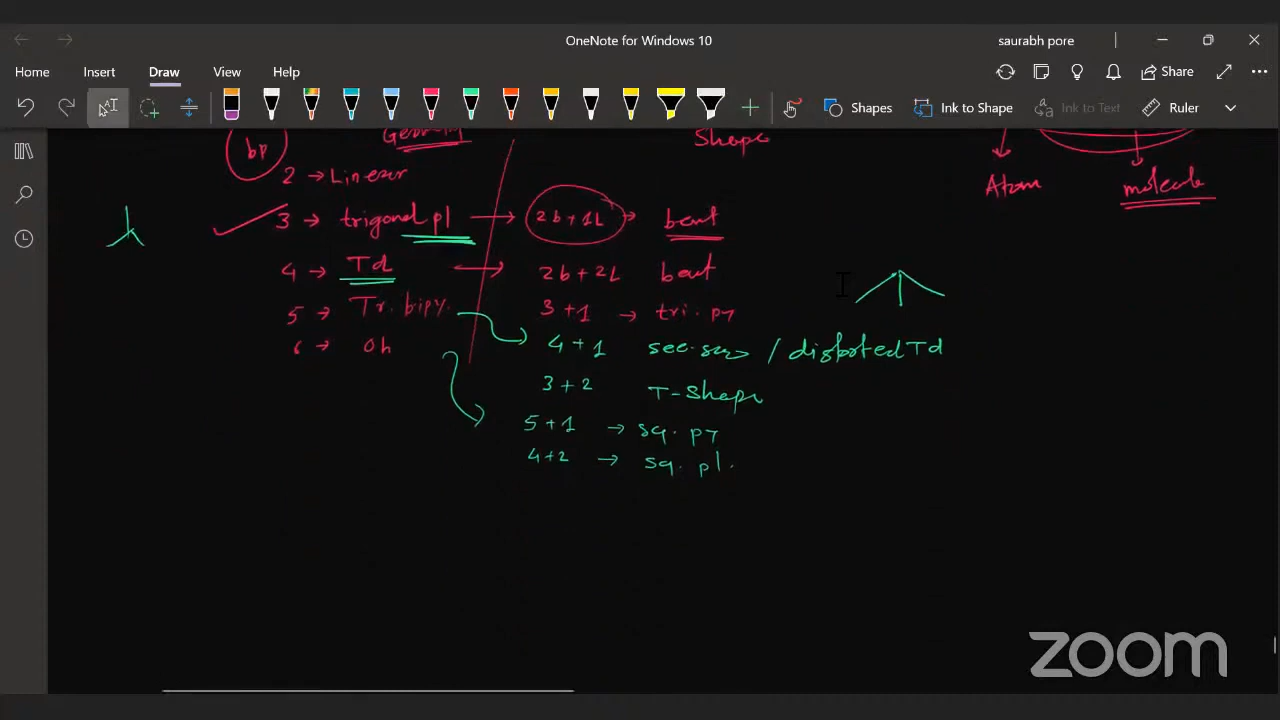 OneNote for Windows 10
saurabh pore
Home Insert Draw View Help
Share
Shapes
Ink to Shape
Ink to Text
Ruler
bp
Geometry
Shape
2 → Linear
3 → trigonal pl → 2b + 1L → bent
4 → Td → 2b + 2L bent
5 → Tr. bipy. 3 + 1 → tri. py
6 → Oh 4 + 1 see-saw / distorted Td
3 + 2 T-Shape
5 + 1 → sq. py
4+2 → sq. pl.
Atom
molecule
zoom